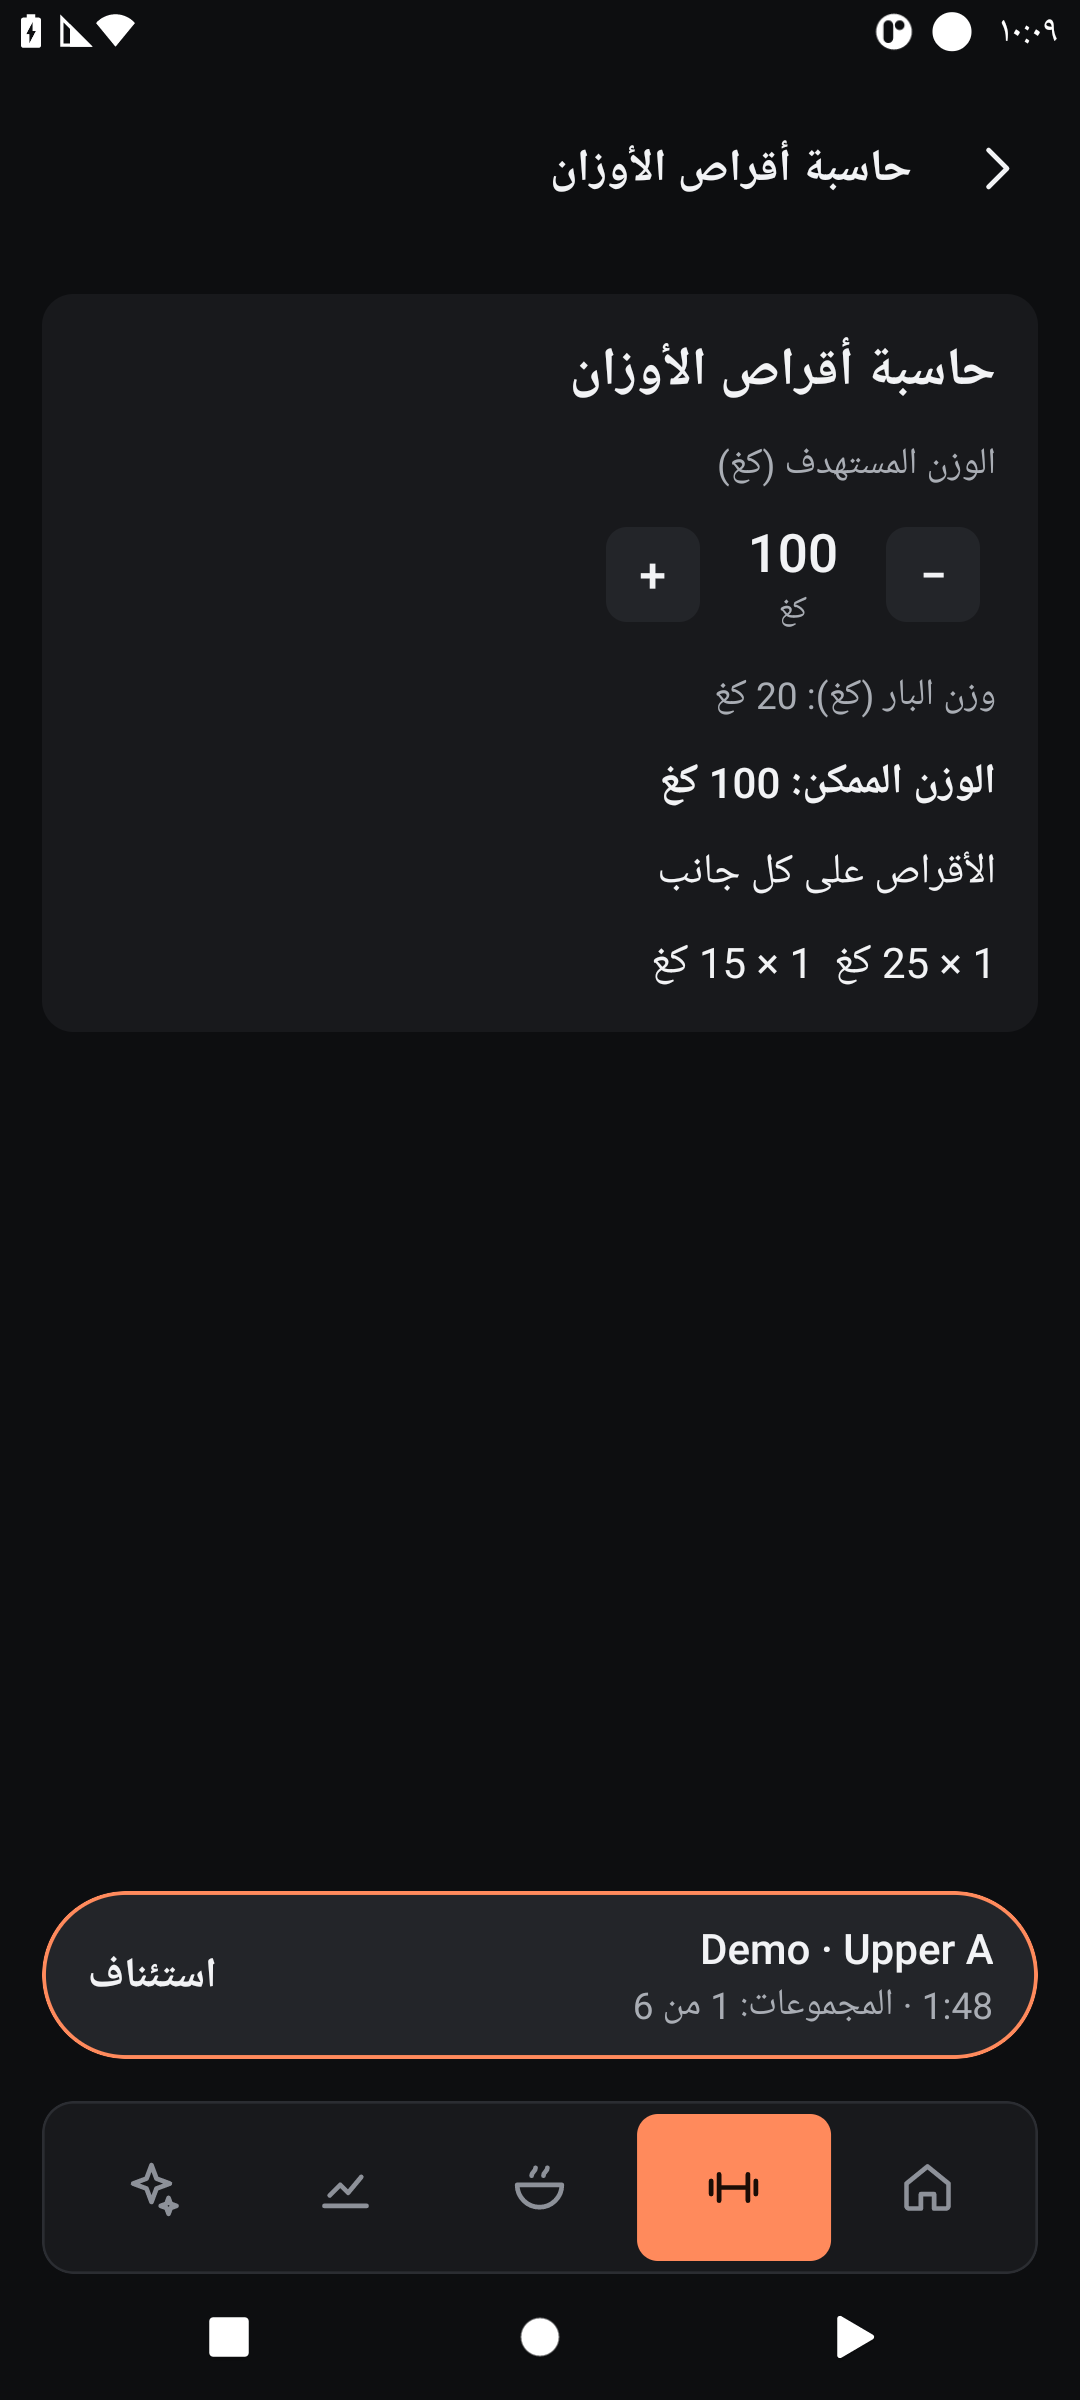 ١٠:٠٩
حاسبة أقراص الأوزان
حاسبة أقراص الأوزان
الوزن المستهدف (كغ)
−
100
+
كغ
وزن البار (كغ): 20 كغ
الوزن الممكن: 100 كغ
الأقراص على كل جانب
1 × 25 كغ 1 × 15 كغ
Demo · Upper A
1:48 · المجموعات: 1 من 6
استئناف